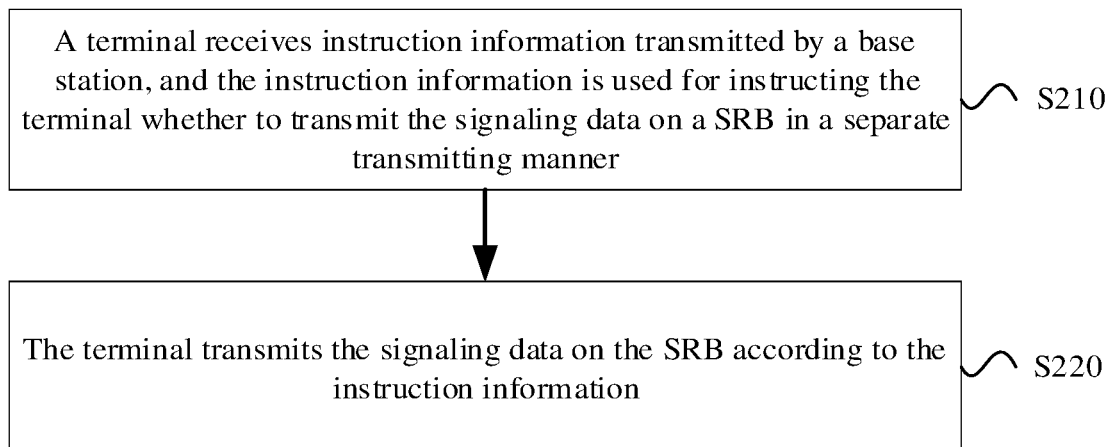 A terminal receives instruction information transmitted by a base
station, and the instruction information is used for instructing the
terminal whether to transmit the signaling data on a SRB in a separate
transmitting manner
S210
The terminal transmits the signaling data on the SRB according to the
instruction information
S220